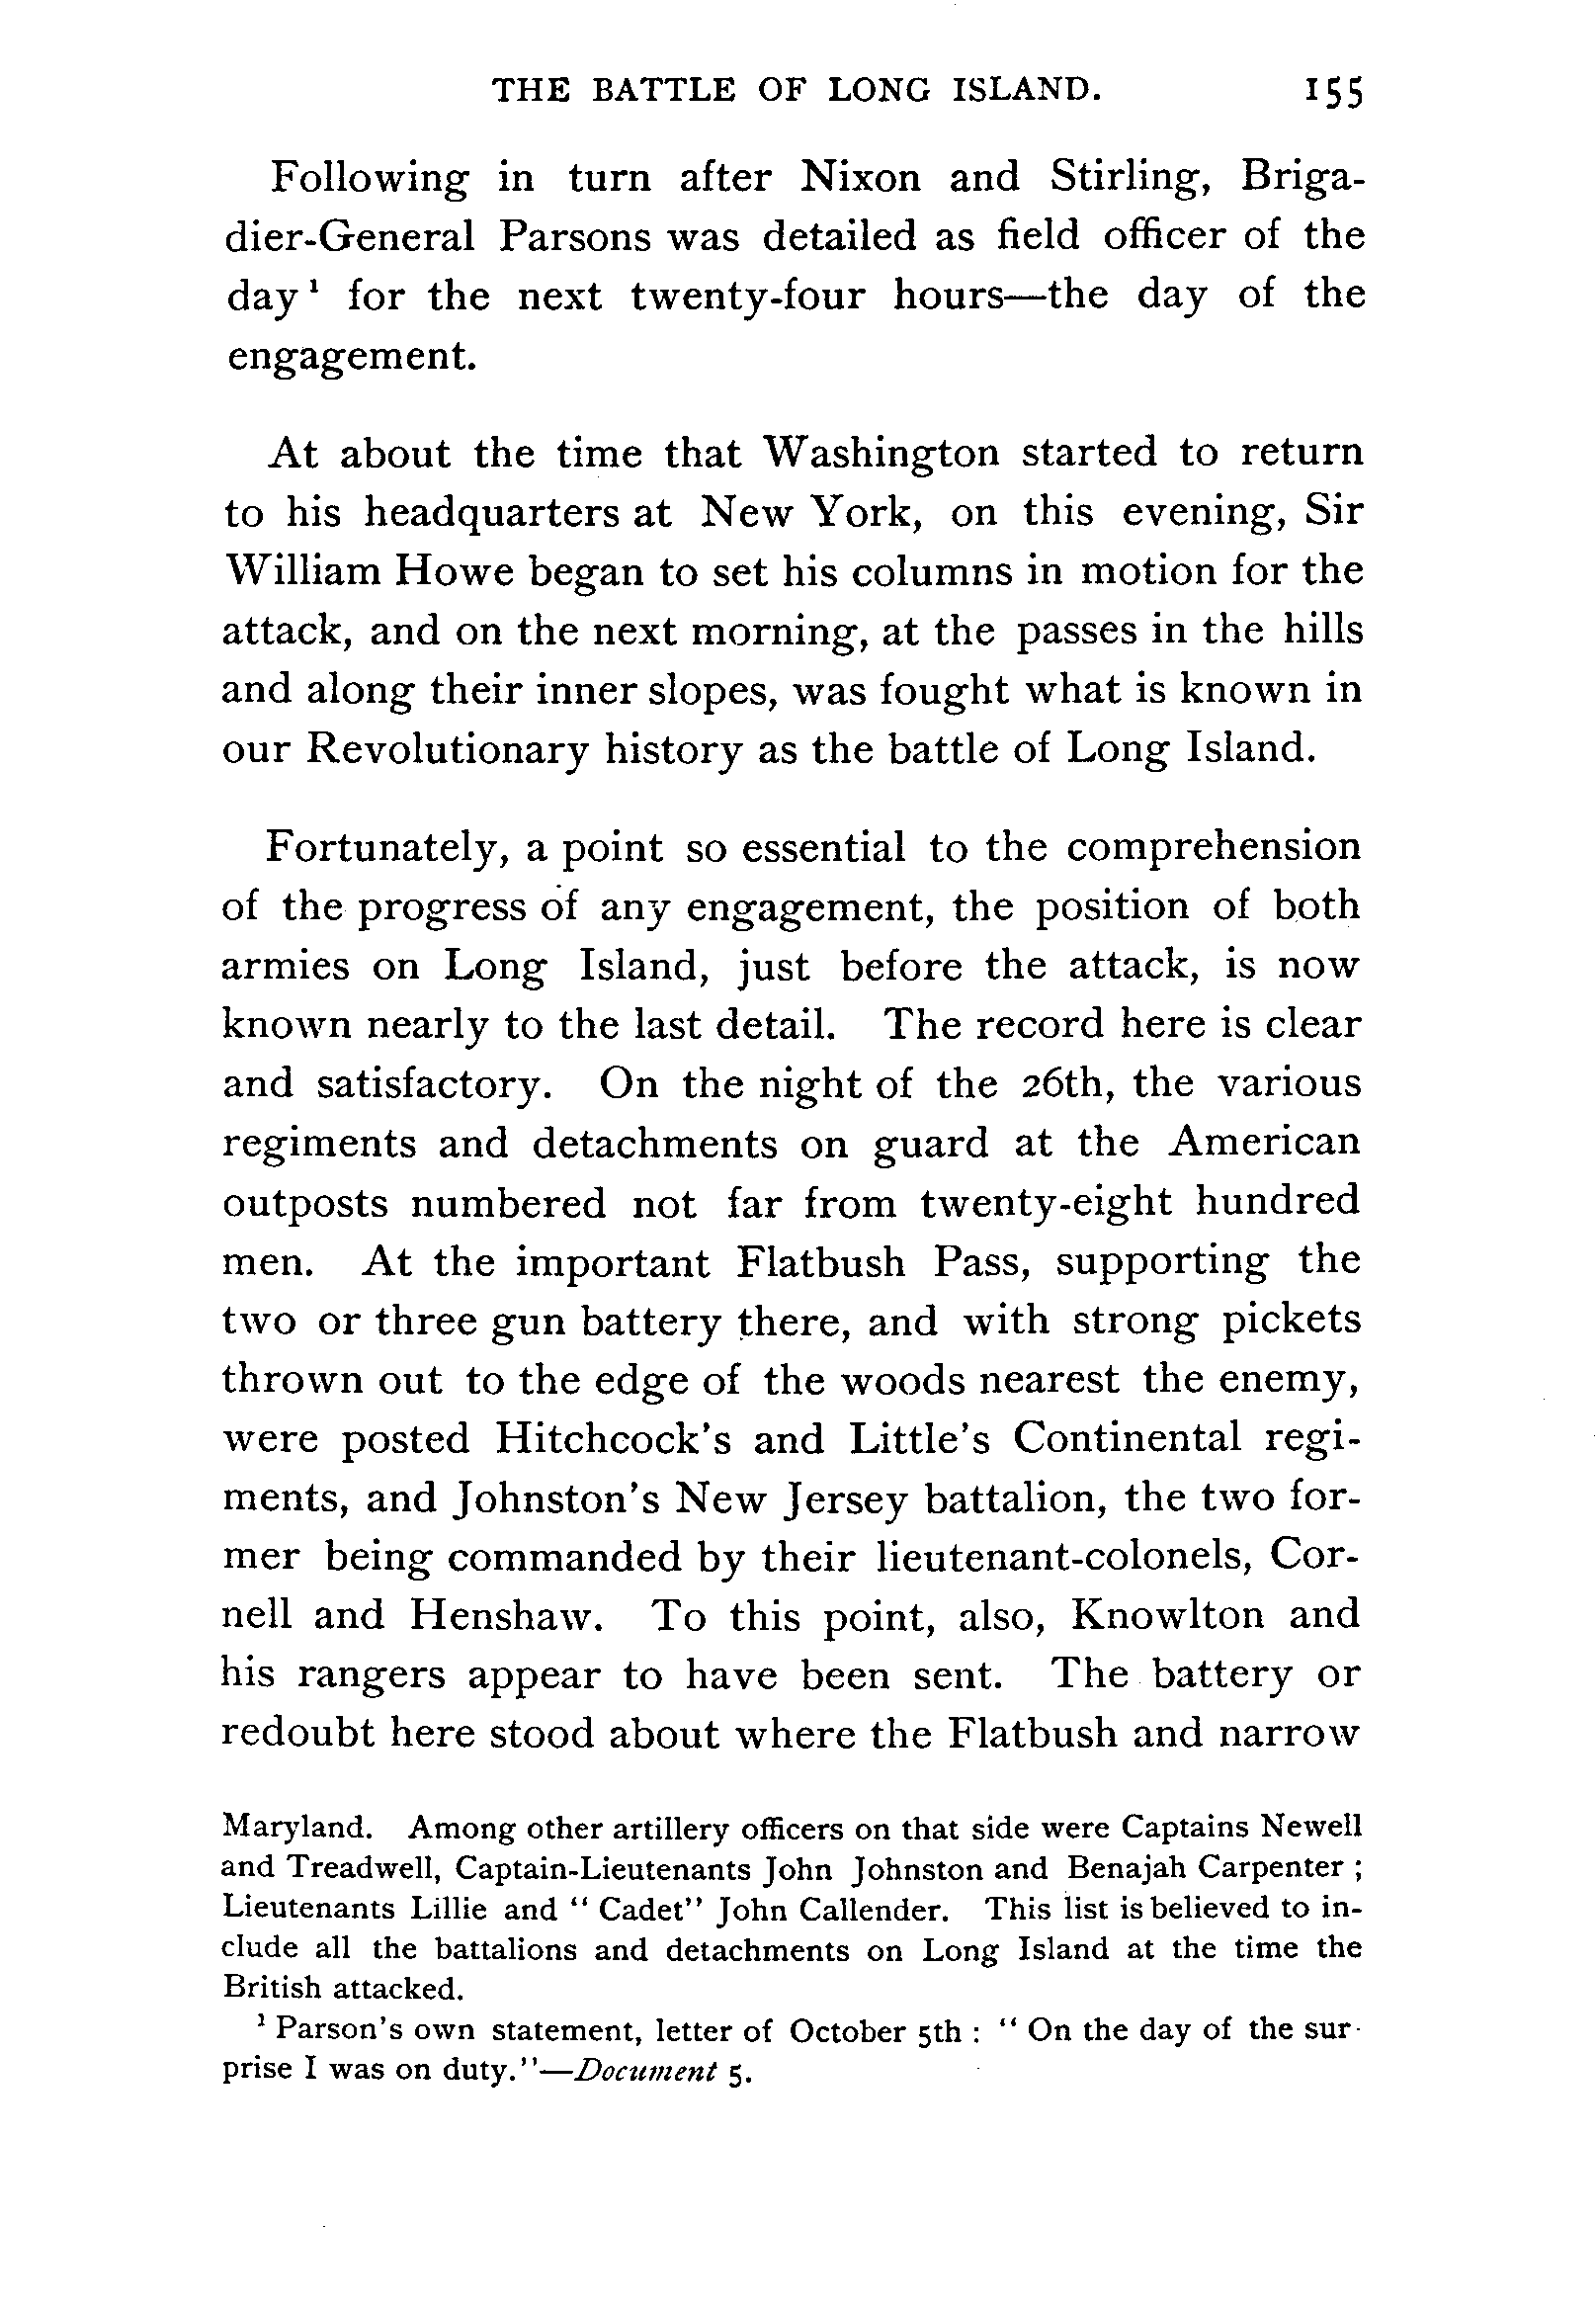 THE BATTLE OF LONG ISLAND. 155
Following in turn after Nixon and Stirling, Briga-
dier-General Parsons was detailed as field officer of the
day¹ for the next twenty-four hours—the day of the
engagement.
At about the time that Washington started to return
to his headquarters at New York, on this evening, Sir
William Howe began to set his columns in motion for the
attack, and on the next morning, at the passes in the hills
and along their inner slopes, was fought what is known in
our Revolutionary history as the battle of Long Island.
Fortunately, a point so essential to the comprehension
of the progress of any engagement, the position of both
armies on Long Island, just before the attack, is now
known nearly to the last detail. The record here is clear
and satisfactory. On the night of the 26th, the various
regiments and detachments on guard at the American
outposts numbered not far from twenty-eight hundred
men. At the important Flatbush Pass, supporting the
two or three gun battery there, and with strong pickets
thrown out to the edge of the woods nearest the enemy,
were posted Hitchcock's and Little's Continental regi-
ments, and Johnston's New Jersey battalion, the two for-
mer being commanded by their lieutenant-colonels, Cor-
nell and Henshaw. To this point, also, Knowlton and
his rangers appear to have been sent. The battery or
redoubt here stood about where the Flatbush and narrow
Maryland. Among other artillery officers on that side were Captains Newell
and Treadwell, Captain-Lieutenants John Johnston and Benajah Carpenter ;
Lieutenants Lillie and “ Cadet” John Callender. This list is believed to in-
clude all the battalions and detachments on Long Island at the time the
British attacked.
¹ Parson's own statement, letter of October 5th : “ On the day of the sur-
prise I was on duty.”—Document 5.